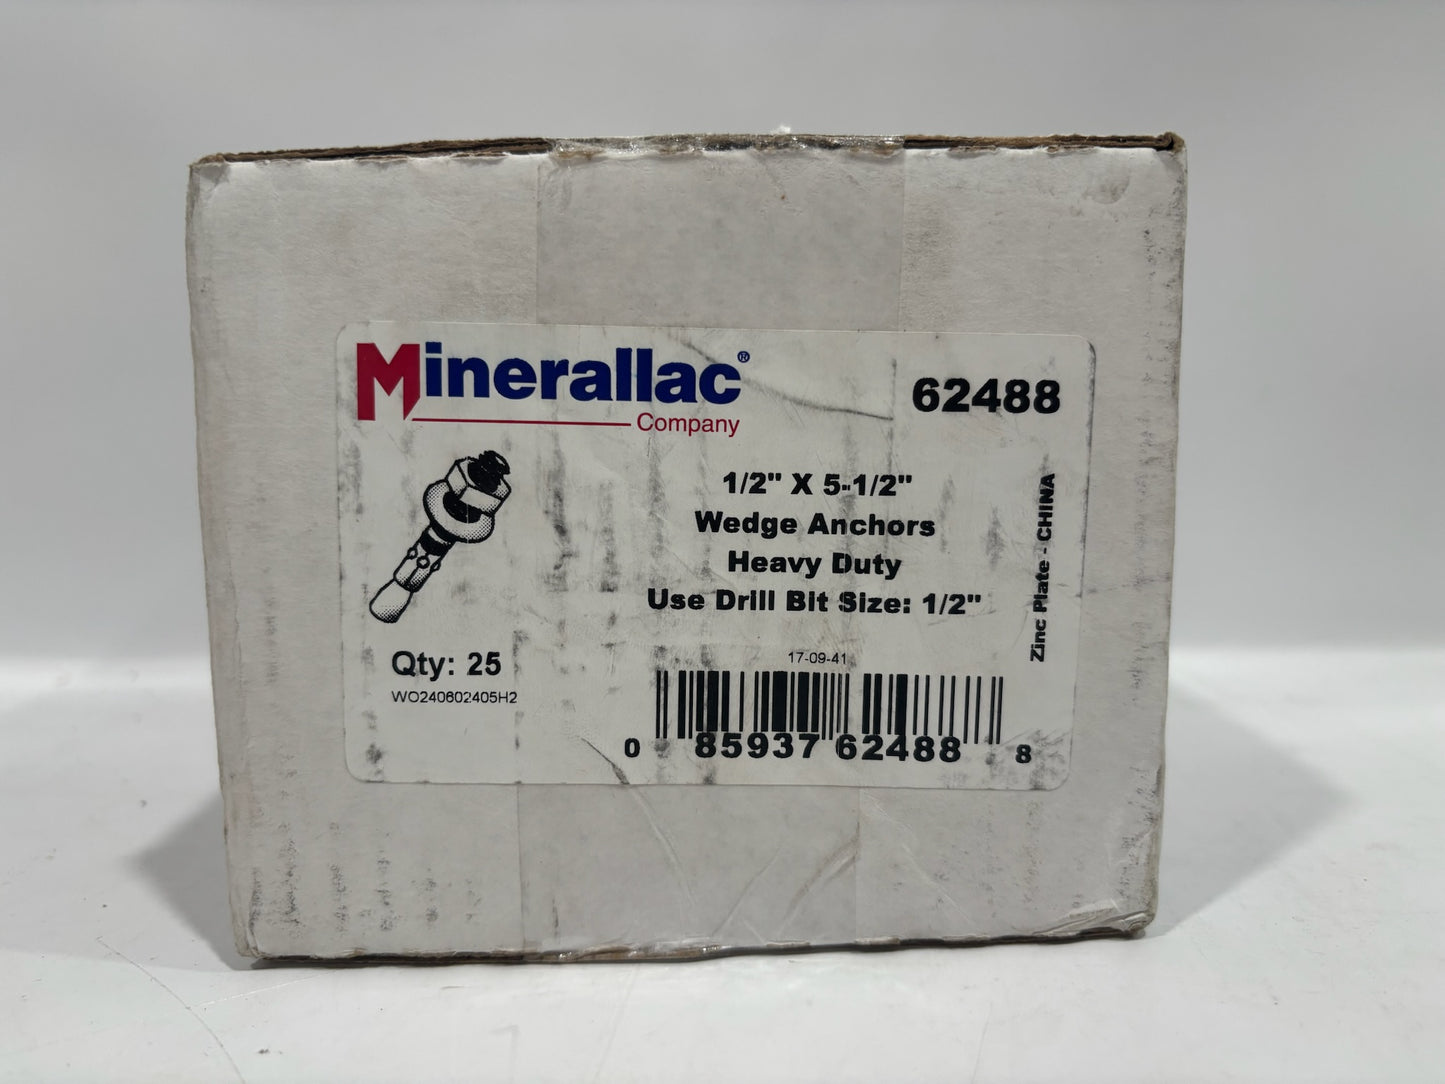 Minerallac®
Company
62488
1/2" X 5-1/2"
Wedge Anchors
Heavy Duty
Use Drill Bit Size: 1/2"
Zinc Plate - CHINA
Qty: 25
WO240602405H2
17-09-41
0 85937 62488 8